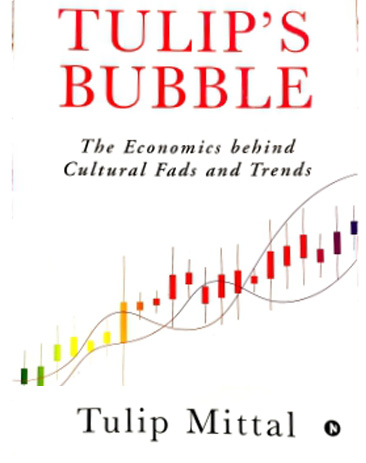 TULIP'S
BUBBLE
The Economics behind
Cultural Fads and Trends
Tulip Mittal
N